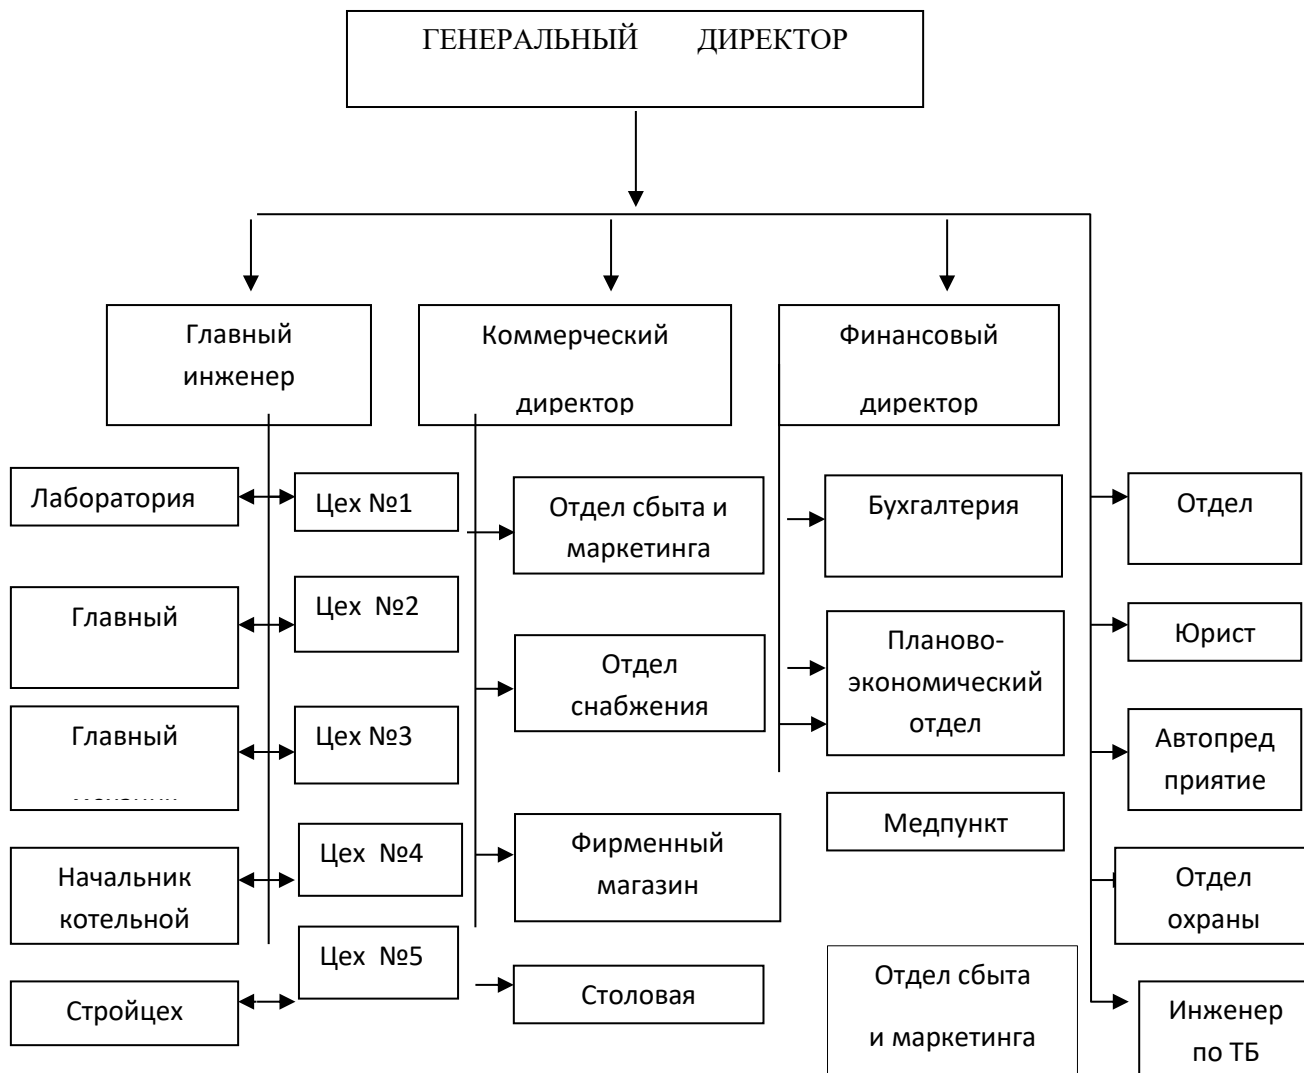 ГЕНЕРАЛЬНЫЙ ДИРЕКТОР
Главный
инженер
Коммерческий
директор
Финансовый
директор
Лаборатория
Цех №1
Отдел сбыта и
маркетинга
Бухгалтерия
Отдел
Главный
Цех №2
Отдел
снабжения
Планово-
экономический
отдел
Юрист
Главный
Цех №3
Автопред
приятие
Начальник
котельной
Цех №4
Фирменный
магазин
Медпункт
Отдел
охраны
Стройцех
Цех №5
Столовая
Отдел сбыта
и маркетинга
Инженер
по ТБ